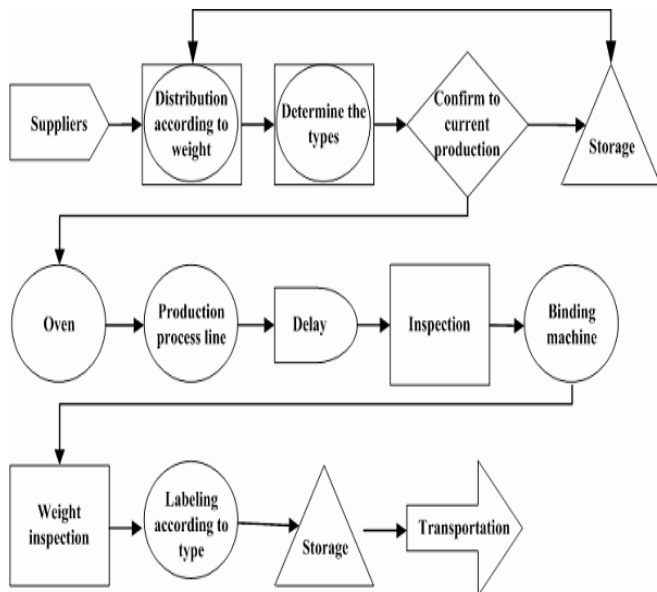 Suppliers
Distribution
according to
weight
Determine the
types
Confirm to
current
production
Storage
Oven
Production
process line
Delay
Inspection
Binding
machine
Weight
inspection
Labeling
according to
type
Storage
Transportation